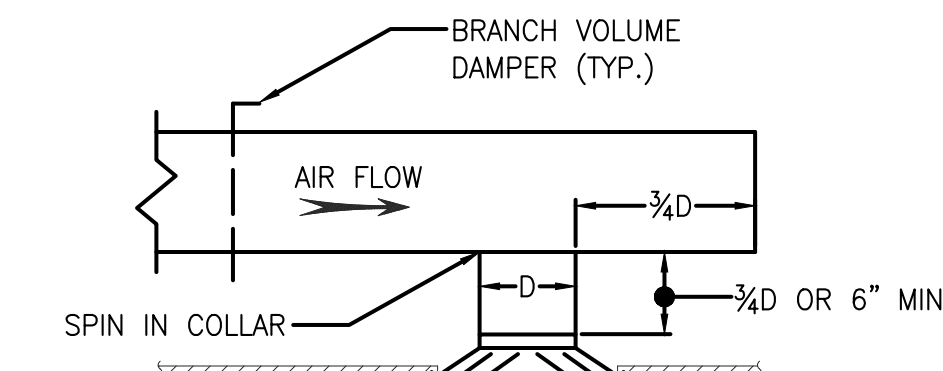 BRANCH VOLUME
DAMPER (TYP.)
AIR FLOW
¾D
D
¾D OR 6" MIN
SPIN IN COLLAR